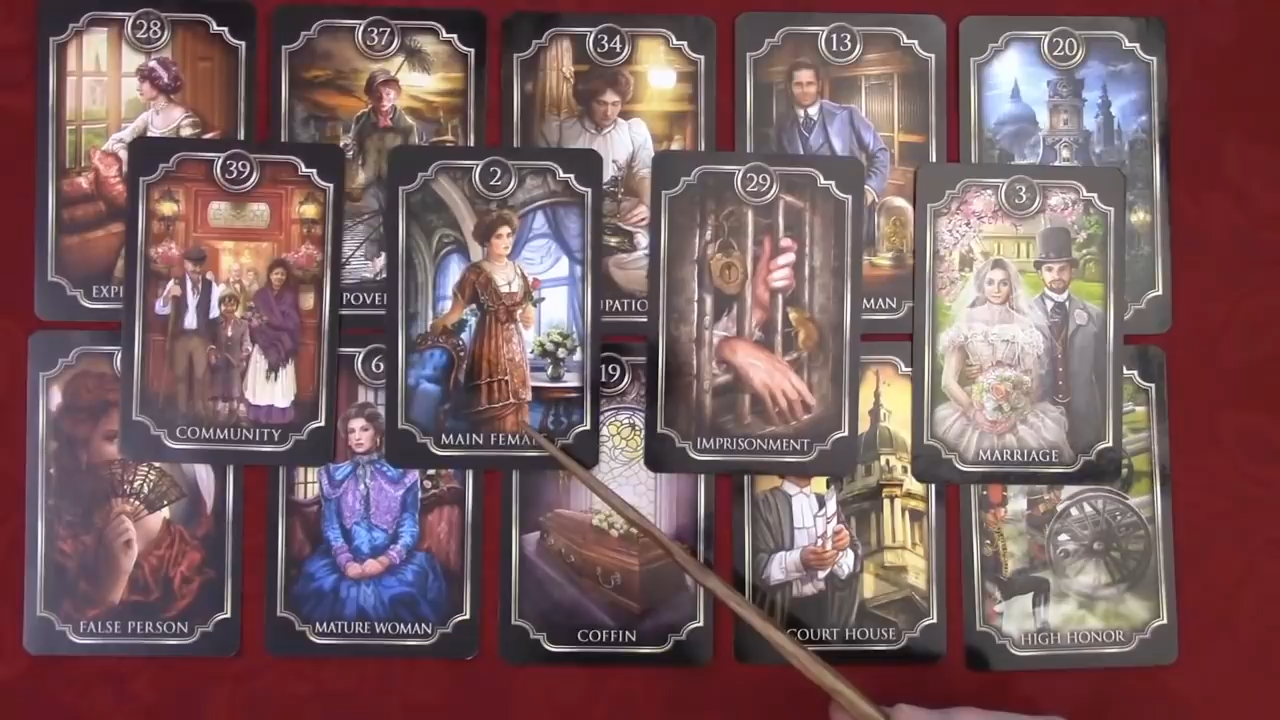 28
37
34
13
20
39
2
29
3
EXP
POVE
UPATIO
MAN
COMMUNITY
MAIN FEMA
IMPRISONMENT
MARRIAGE
6
19
FALSE PERSON
MATURE WOMAN
COFFIN
COURT HOUSE
HIGH HONOR